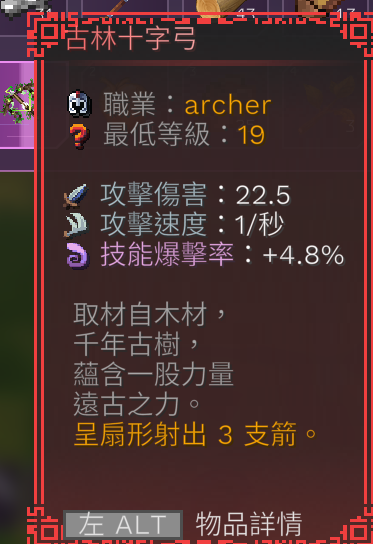 古林十字弓
職業：archer
最低等級：19
攻擊傷害：22.5
攻擊速度：1/秒
技能爆擊率：+4.8%
取材自木材，
千年古樹，
蘊含一股力量
遠古之力。
呈扇形射出 3 支箭。
左 ALT 物品詳情